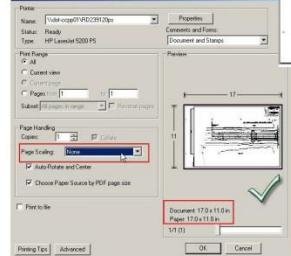 Printer
Name: \\dist-ccpp01\RD239120ps
Properties
Status: Ready
Comments and Forms:
Type: HP LaserJet 5200 PS
Document and Stamps
Print Range
All
Preview
Current view
Current page
Pages from 1 to 1
Subset: All pages in range
Reverse pages
17
11
Page Handling
Copies: 1
Collate
Page Scaling: None
Auto-Rotate and Center
Choose Paper Source by PDF page size
Print to file
Document: 17.0 x 11.0 in
Paper: 17.0 x 11.0 in
1/1 (1)
Printing Tips
Advanced
OK
Cancel